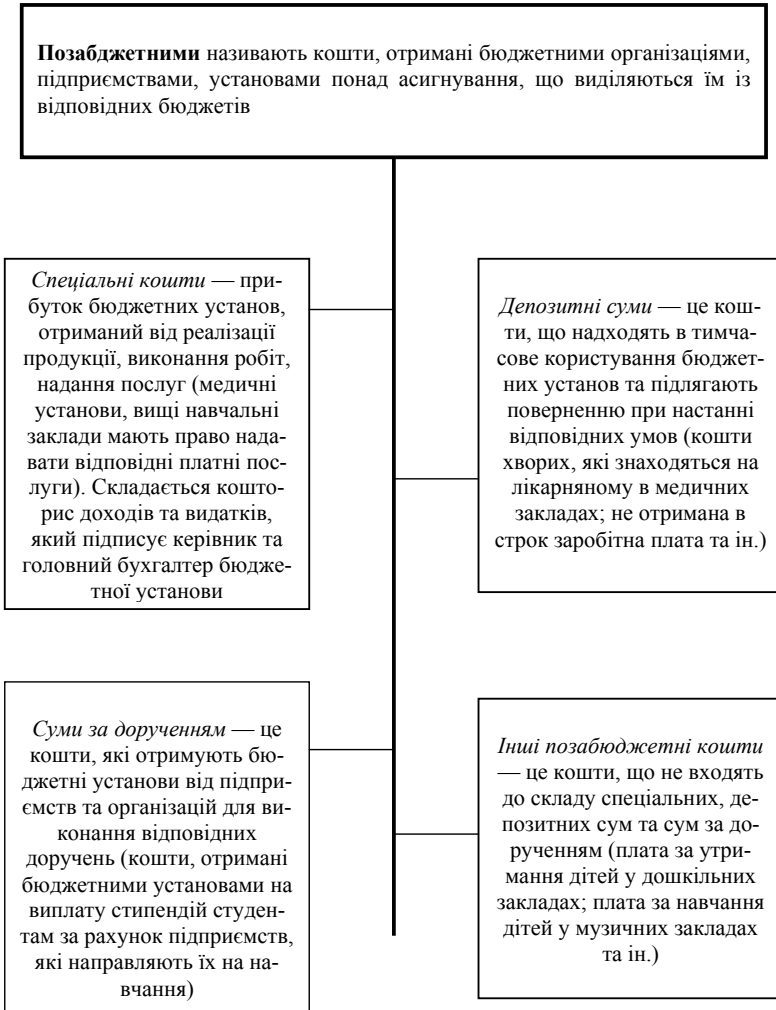 Позабджетними називають кошти, отримані бюджетними організаціями,
підприємствами, установами понад асигнування, що виділяються їм із
відповідних бюджетів
Спеціальні кошти — при-
буток бюджетних установ,
отриманий від реалізації
продукції, виконання робіт,
надання послуг (медичні
установи, вищі навчальні
заклади мають право нада-
вати відповідні платні пос-
луги). Складається кошто-
рис доходів та видатків,
який підписує керівник та
головний бухгалтер бюдже-
тної установи
Депозитні суми — це кош-
ти, що надходять в тимча-
сове користування бюджет-
них установ та підлягають
поверненню при настанні
відповідних умов (кошти
хворих, які знаходяться на
лікарняному в медичних
закладах; не отримана в
строк заробітна плата та ін.)
Суми за дорученням — це
кошти, які отримують бю-
джетні установи від підпри-
ємств та організацій для ви-
конання відповідних
доручень (кошти, отримані
бюджетними установами на
виплату стипендій студен-
там за рахунок підприємств,
які направляють їх на на-
вчання)
Інші позабюджетні кошти
— це кошти, що не входять
до складу спеціальних, де-
позитних сум та сум за до-
рученням (плата за утри-
мання дітей у дошкільних
закладах; плата за навчання
дітей у музичних закладах
та ін.)